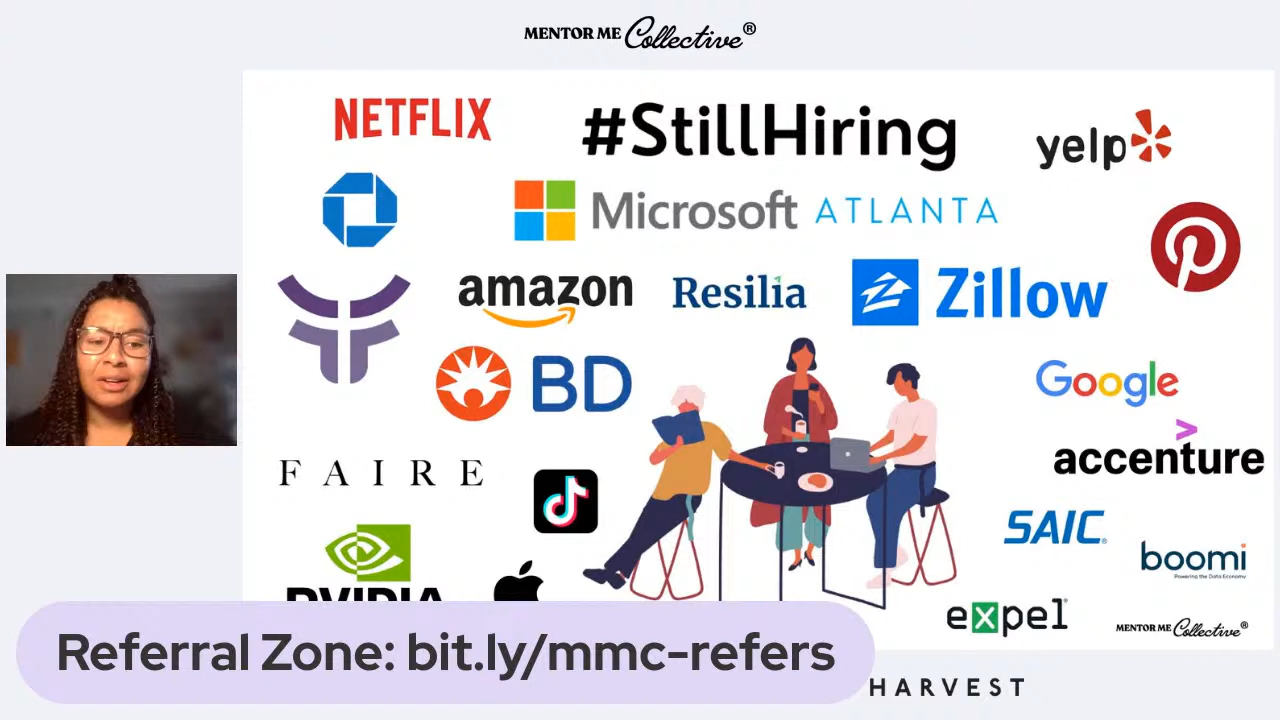 MENTOR ME Collective®
NETFLIX
#StillHiring
yelp
Microsoft ATLANTA
amazon
Resilia
Zillow
BD
Google
accenture
FAIRE
SAIC®
boomi
Powering the Data Economy
NVIDIA
expel®
MENTOR ME Collective®
Referral Zone: bit.ly/mmc-refers
HARVEST